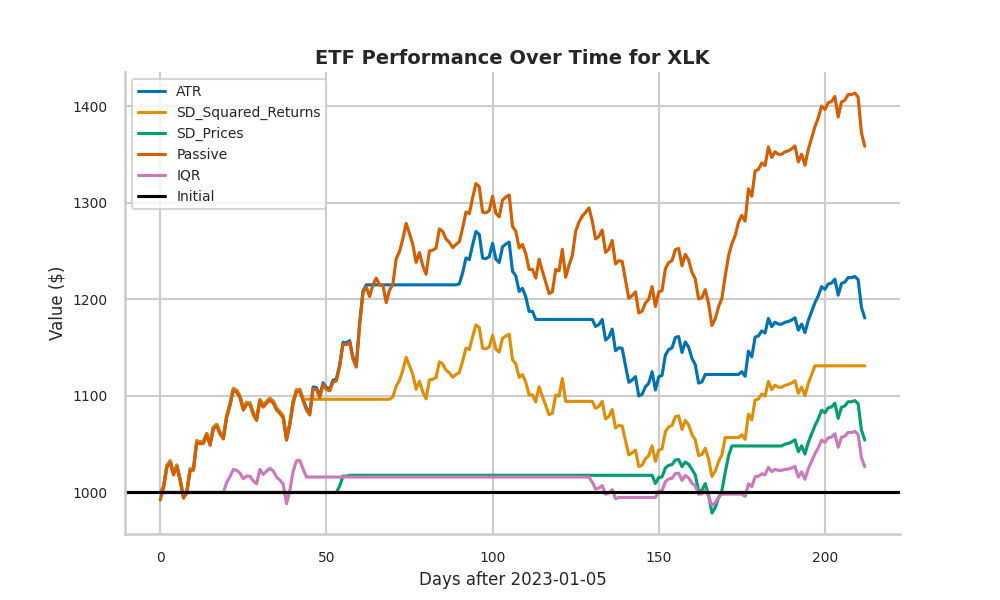 ETF Performance Over Time for XLK
ATR
SD_Squared_Returns
SD_Prices
Passive
IQR
Initial
1400
1300
1200
1100
1000
Value ($)
0 50 100 150 200
Days after 2023-01-05